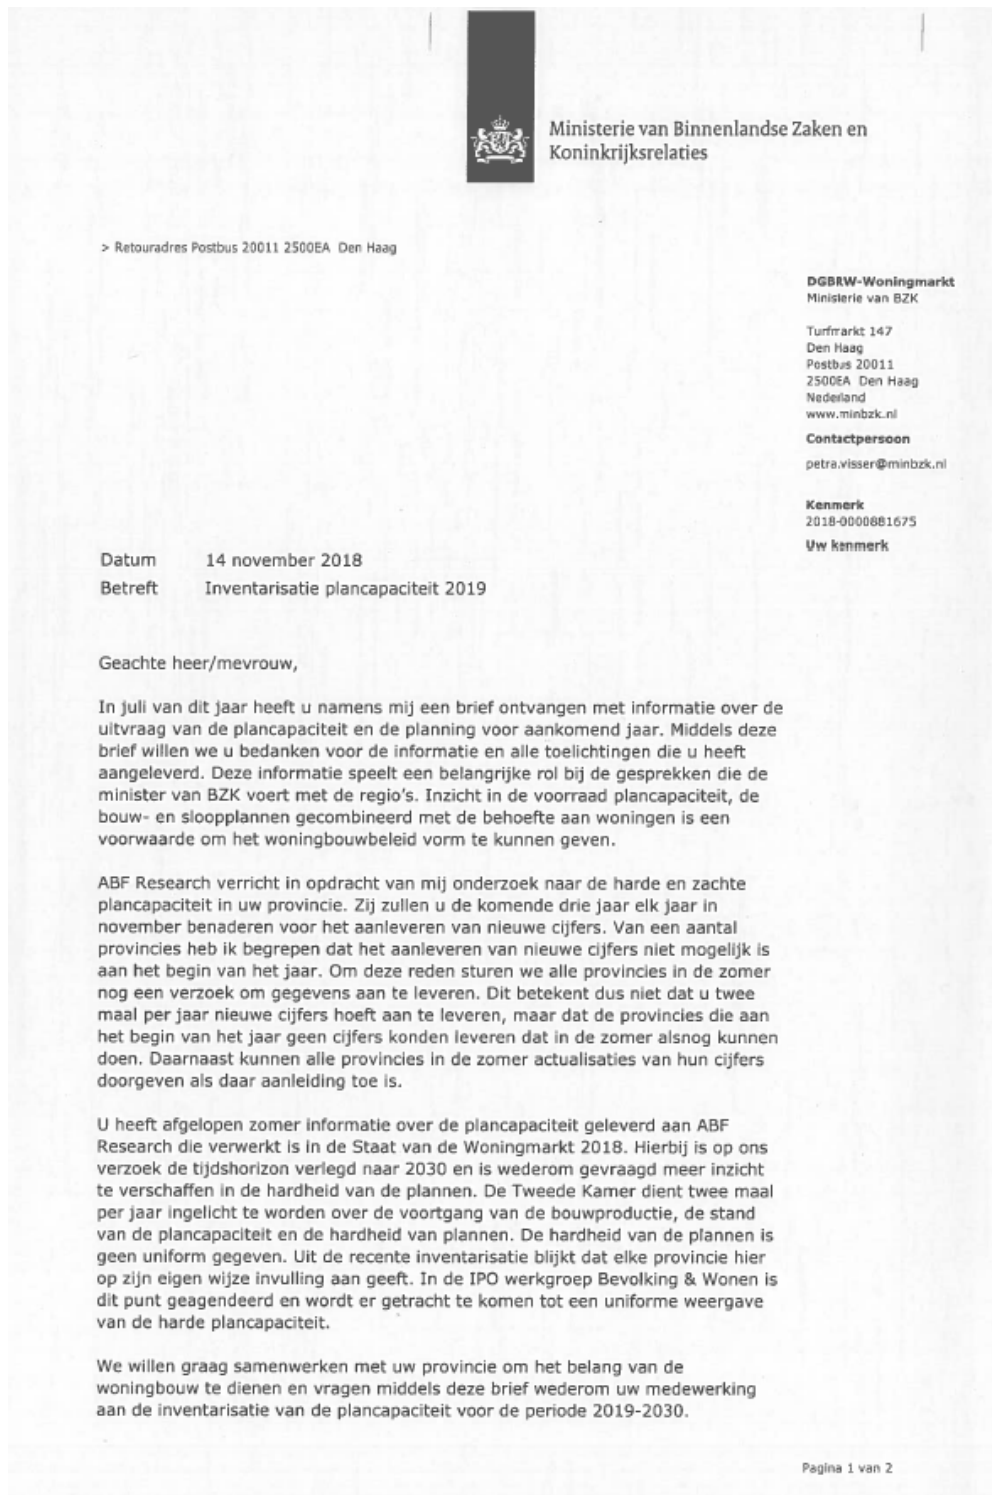 Ministerie van Binnenlandse Zaken en
Koninkrijksrelaties
> Retouradres Postbus 20011 2500EA Den Haag
DGBRW-Woningmarkt
Ministerie van BZK
Turfmarkt 147
Den Haag
Postbus 20011
2500EA Den Haag
Nederland
www.minbzk.nl
Contactpersoon
petra.visser@minbzk.nl
Kenmerk
2018-0000881675
Uw kenmerk
Datum 14 november 2018
Betreft Inventarisatie plancapaciteit 2019
Geachte heer/mevrouw,
In juli van dit jaar heeft u namens mij een brief ontvangen met informatie over de
uitvraag van de plancapaciteit en de planning voor aankomend jaar. Middels deze
brief willen we u bedanken voor de informatie en alle toelichtingen die u heeft
aangeleverd. Deze informatie speelt een belangrijke rol bij de gesprekken die de
minister van BZK voert met de regio's. Inzicht in de voorraad plancapaciteit, de
bouw- en sloopplannen gecombineerd met de behoefte aan woningen is een
voorwaarde om het woningbouwbeleid vorm te kunnen geven.
ABF Research verricht in opdracht van mij onderzoek naar de harde en zachte
plancapaciteit in uw provincie. Zij zullen u de komende drie jaar elk jaar in
november benaderen voor het aanleveren van nieuwe cijfers. Van een aantal
provincies heb ik begrepen dat het aanleveren van nieuwe cijfers niet mogelijk is
aan het begin van het jaar. Om deze reden sturen we alle provincies in de zomer
nog een verzoek om gegevens aan te leveren. Dit betekent dus niet dat u twee
maal per jaar nieuwe cijfers hoeft aan te leveren, maar dat de provincies die aan
het begin van het jaar geen cijfers konden leveren dat in de zomer alsnog kunnen
doen. Daarnaast kunnen alle provincies in de zomer actualisaties van hun cijfers
doorgeven als daar aanleiding toe is.
U heeft afgelopen zomer informatie over de plancapaciteit geleverd aan ABF
Research die verwerkt is in de Staat van de Woningmarkt 2018. Hierbij is op ons
verzoek de tijdshorizon verlegd naar 2030 en is wederom gevraagd meer inzicht
te verschaffen in de hardheid van de plannen. De Tweede Kamer dient twee maal
per jaar ingelicht te worden over de voortgang van de bouwproductie, de stand
van de plancapaciteit en de hardheid van plannen. De hardheid van de plannen is
geen uniform gegeven. Uit de recente inventarisatie blijkt dat elke provincie hier
op zijn eigen wijze invulling aan geeft. In de IPO werkgroep Bevolking & Wonen is
dit punt geagendeerd en wordt er getracht te komen tot een uniforme weergave
van de harde plancapaciteit.
We willen graag samenwerken met uw provincie om het belang van de
woningbouw te dienen en vragen middels deze brief wederom uw medewerking
aan de inventarisatie van de plancapaciteit voor de periode 2019-2030.
Pagina 1 van 2